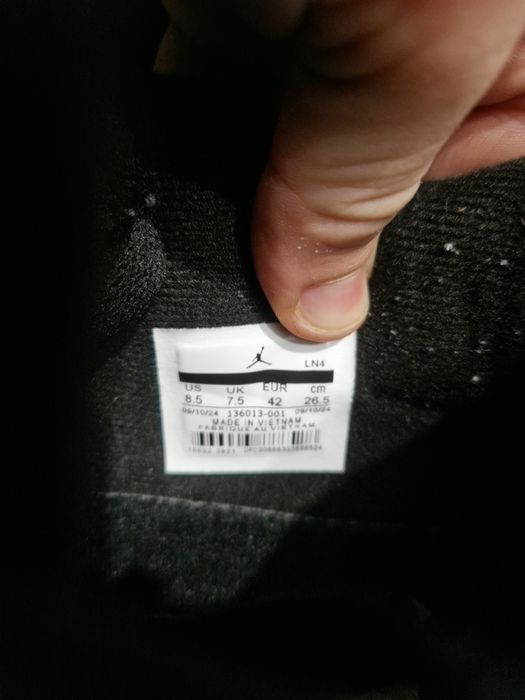 LN4
US UK EUR cm
8.5 7.5 42 26.5
09/10/24 136013-001 09/10/24
MADE IN VIETNAM
FABRIQUE AU VIETNAM